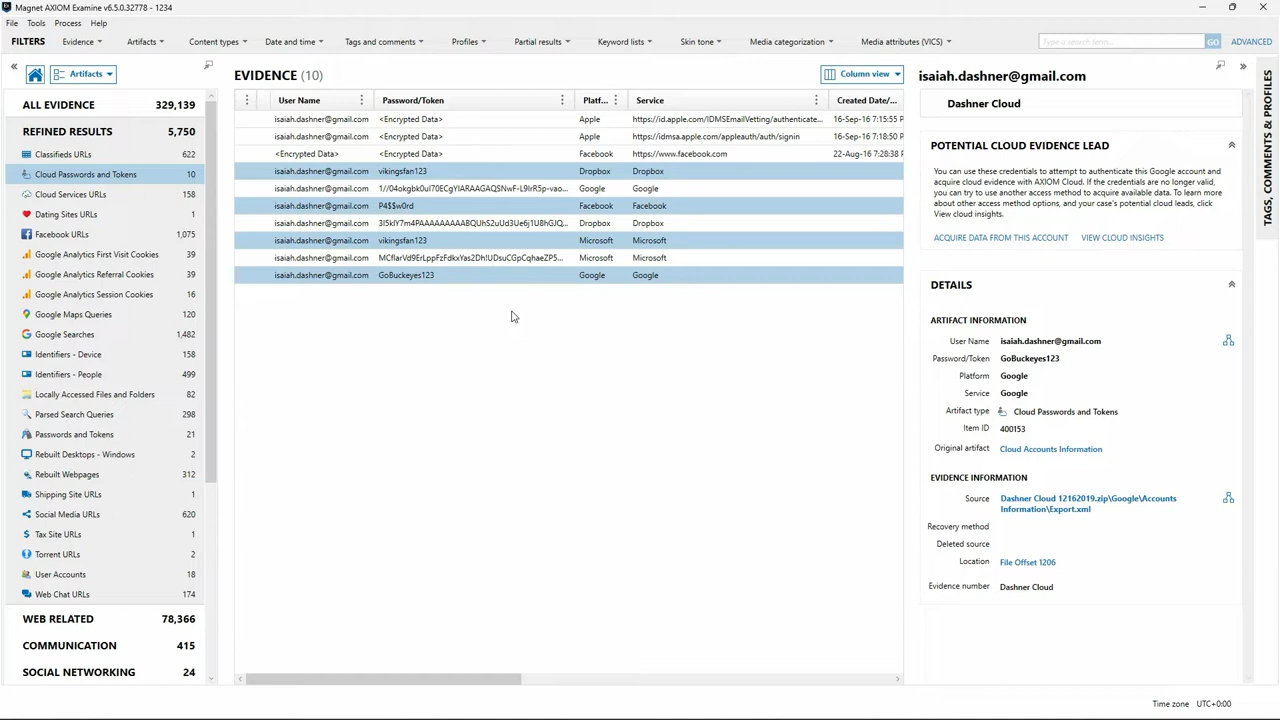 Magnet AXIOM Examine v6.5.0.32778 - 1234
File Tools Process Help
FILTERS Evidence Artifacts Content types Date and time Tags and comments Profiles Partial results Keyword lists Skin tone Media categorization Media attributes (VICS) Type a search term... GO ADVANCED
Artifacts
EVIDENCE (10)
Column view
isaiah.dashner@gmail.com
TAGS, COMMENTS & PROFILES
ALL EVIDENCE 329,139
REFINED RESULTS 5,750
Classifieds URLs 622
Cloud Passwords and Tokens 10
Cloud Services URLs 158
Dating Sites URLs 1
Facebook URLs 1,075
Google Analytics First Visit Cookies 39
Google Analytics Referral Cookies 39
Google Analytics Session Cookies 16
Google Maps Queries 120
Google Searches 1,482
Identifiers - Device 158
Identifiers - People 499
Locally Accessed Files and Folders 82
Parsed Search Queries 298
Passwords and Tokens 21
Rebuilt Desktops - Windows 2
Rebuilt Webpages 312
Shipping Site URLs 1
Social Media URLs 620
Tax Site URLs 1
Torrent URLs 2
User Accounts 18
Web Chat URLs 174
WEB RELATED 78,366
COMMUNICATION 415
SOCIAL NETWORKING 24
User Name Password/Token Platf... Service Created Date/...
isaiah.dashner@gmail.com <Encrypted Data> Apple https://id.apple.com/IDMSEmailVetting/authenticate... 16-Sep-16 7:15:55 P
isaiah.dashner@gmail.com <Encrypted Data> Apple https://idmsa.apple.com/appleauth/auth/signin 16-Sep-16 7:18:50 P
<Encrypted Data> <Encrypted Data> Facebook https://www.facebook.com 22-Aug-16 7:28:38 P
isaiah.dashner@gmail.com vikingsfan123 Dropbox Dropbox
isaiah.dashner@gmail.com Google Google
isaiah.dashner@gmail.com P4$$w0rd Facebook Facebook
isaiah.dashner@gmail.com Dropbox Dropbox
isaiah.dashner@gmail.com vikingsfan123 Microsoft Microsoft
isaiah.dashner@gmail.com Microsoft Microsoft
isaiah.dashner@gmail.com GoBuckeyes123 Google Google
Dashner Cloud
POTENTIAL CLOUD EVIDENCE LEAD
You can use these credentials to attempt to authenticate this Google account and
acquire cloud evidence with AXIOM Cloud. If the credentials are no longer valid,
you can try to use another access method to acquire available data. To learn more
about other access method options, and your case's potential cloud leads, click
View cloud insights.
ACQUIRE DATA FROM THIS ACCOUNT VIEW CLOUD INSIGHTS
DETAILS
ARTIFACT INFORMATION
User Name isaiah.dashner@gmail.com
Password/Token GoBuckeyes123
Platform Google
Service Google
Artifact type Cloud Passwords and Tokens
Item ID 400153
Original artifact Cloud Accounts Information
EVIDENCE INFORMATION
Source Dashner Cloud 12162019.zip\Google\Accounts
Information\Export.xml
Recovery method
Deleted source
Location File Offset 1206
Evidence number Dashner Cloud
Time zone UTC+0:00